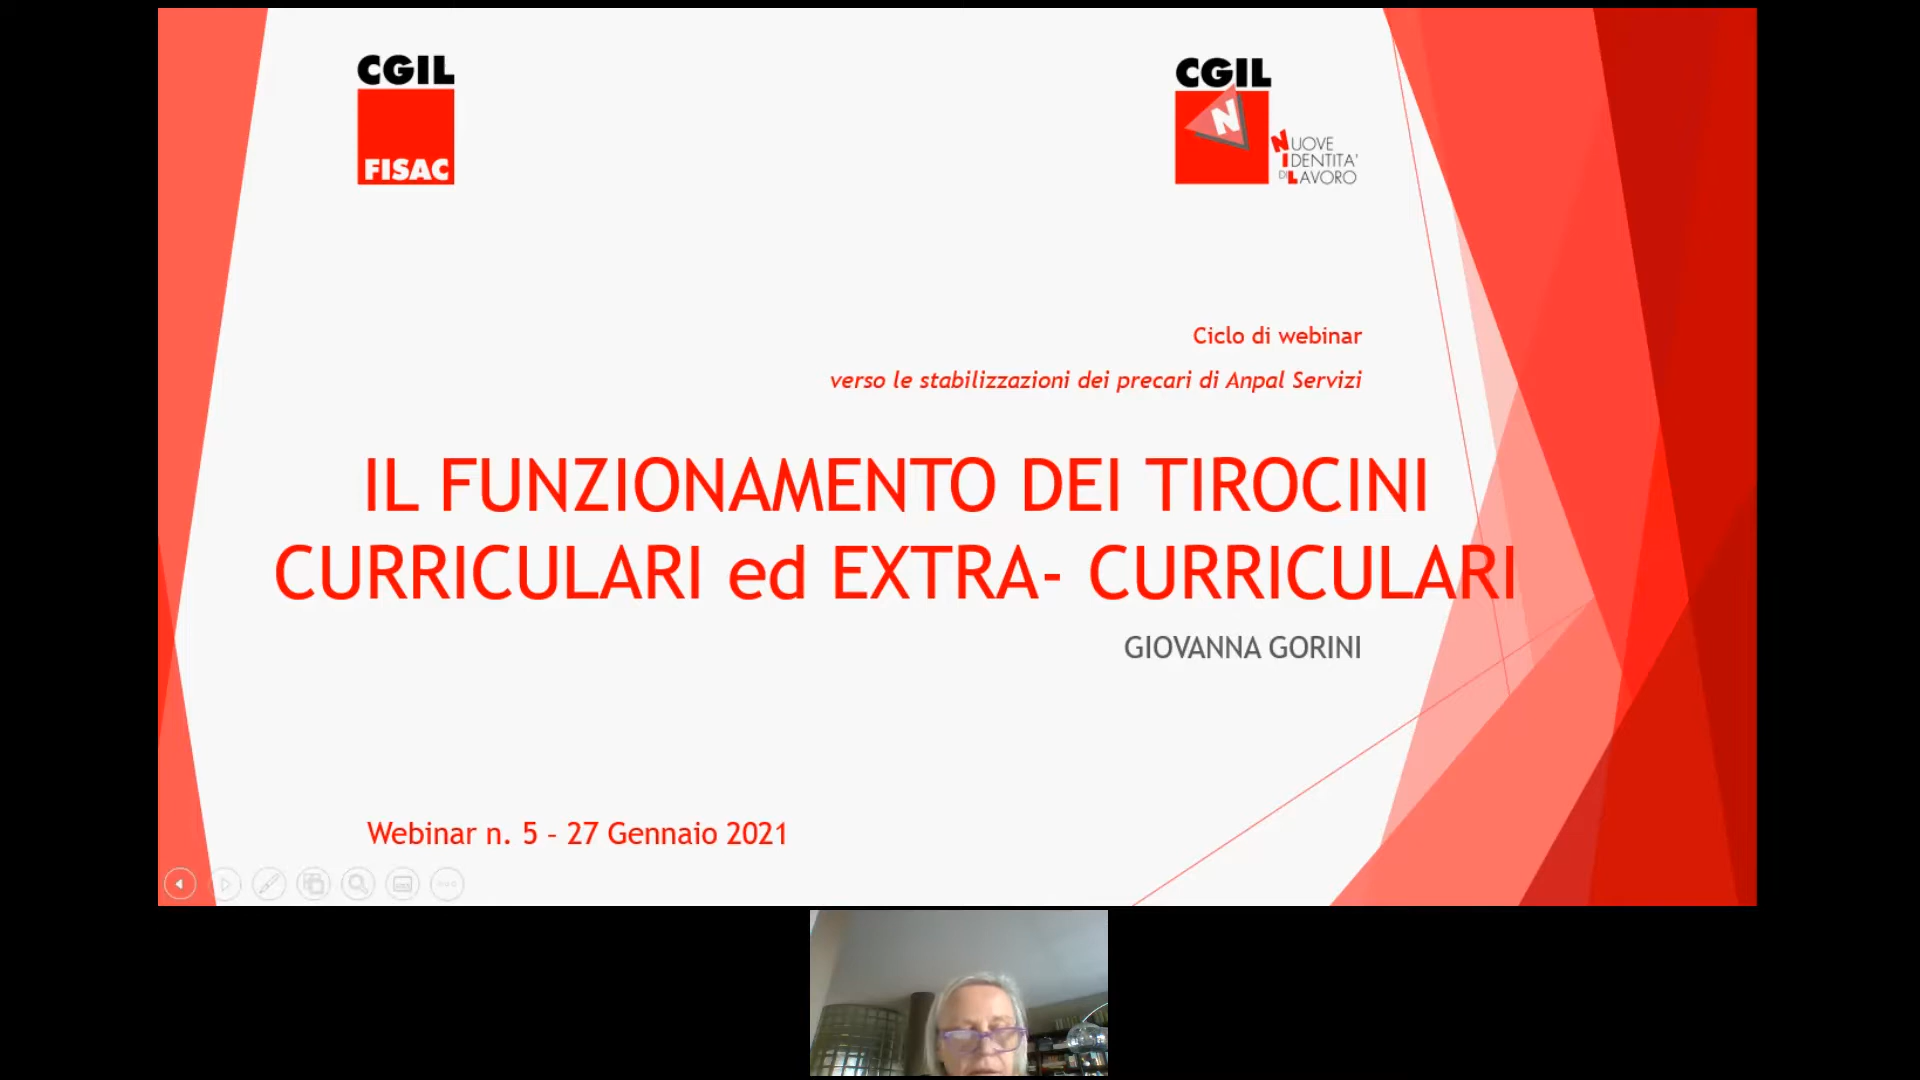 CGIL
FISAC
CGIL
N
NUOVE
IDENTITA'
DI LAVORO
Ciclo di webinar
verso le stabilizzazioni dei precari di Anpal Servizi
IL FUNZIONAMENTO DEI TIROCINI
CURRICULARI ed EXTRA- CURRICULARI
GIOVANNA GORINI
Webinar n. 5 – 27 Gennaio 2021